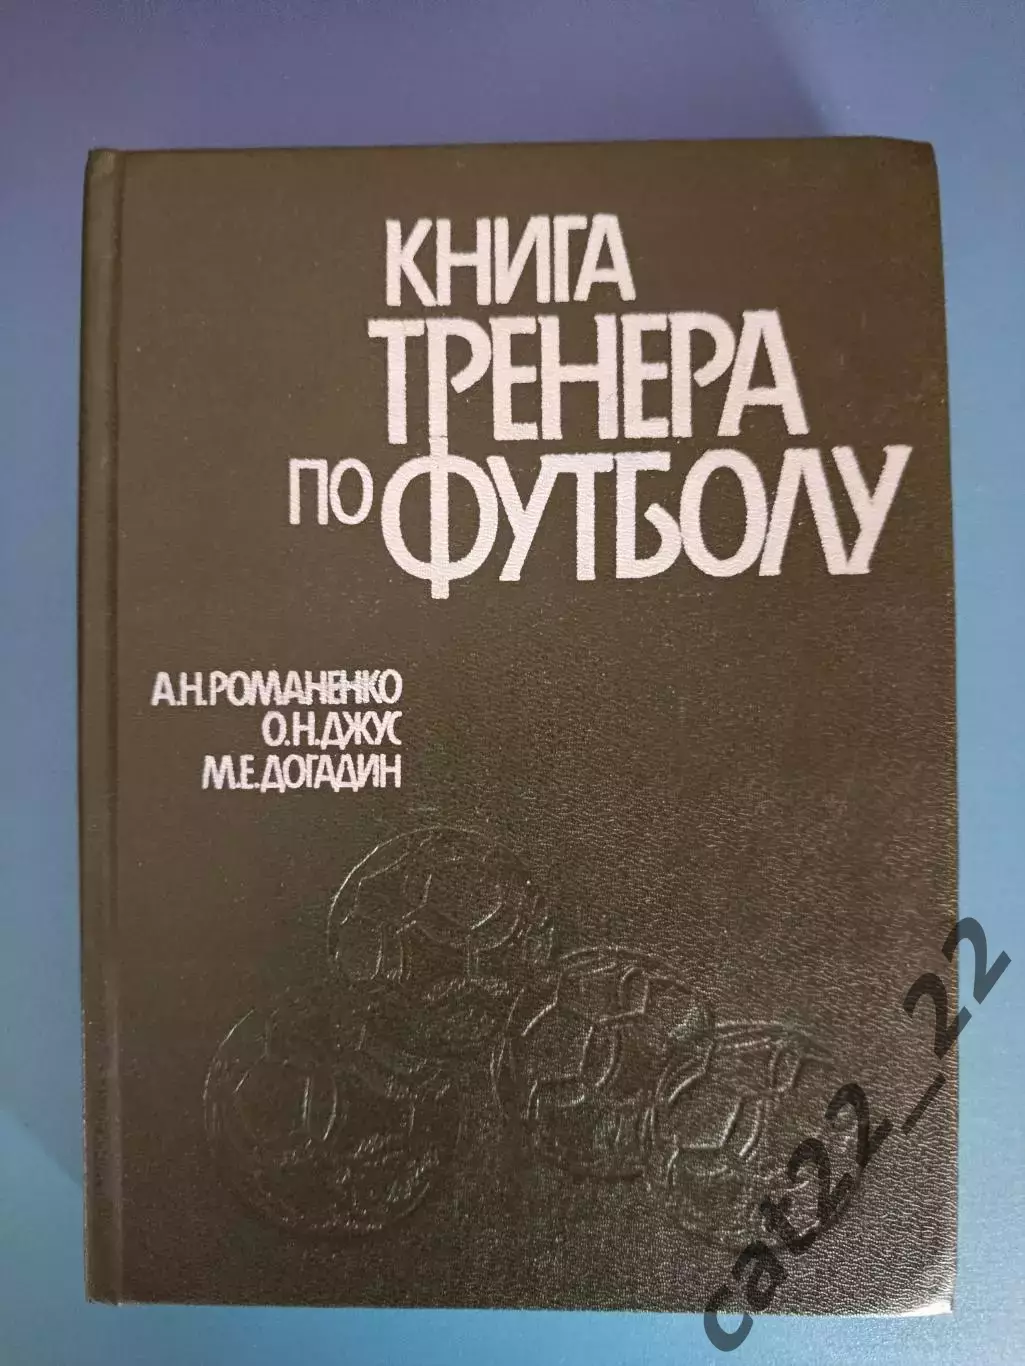 КНИГА
ТРЕНЕРА
ПО ФУТБОЛУ
А.Н.РОМАНЕНКО
О.Н.ДЖУС
М.Е.ДОГАДИН
cat22_22